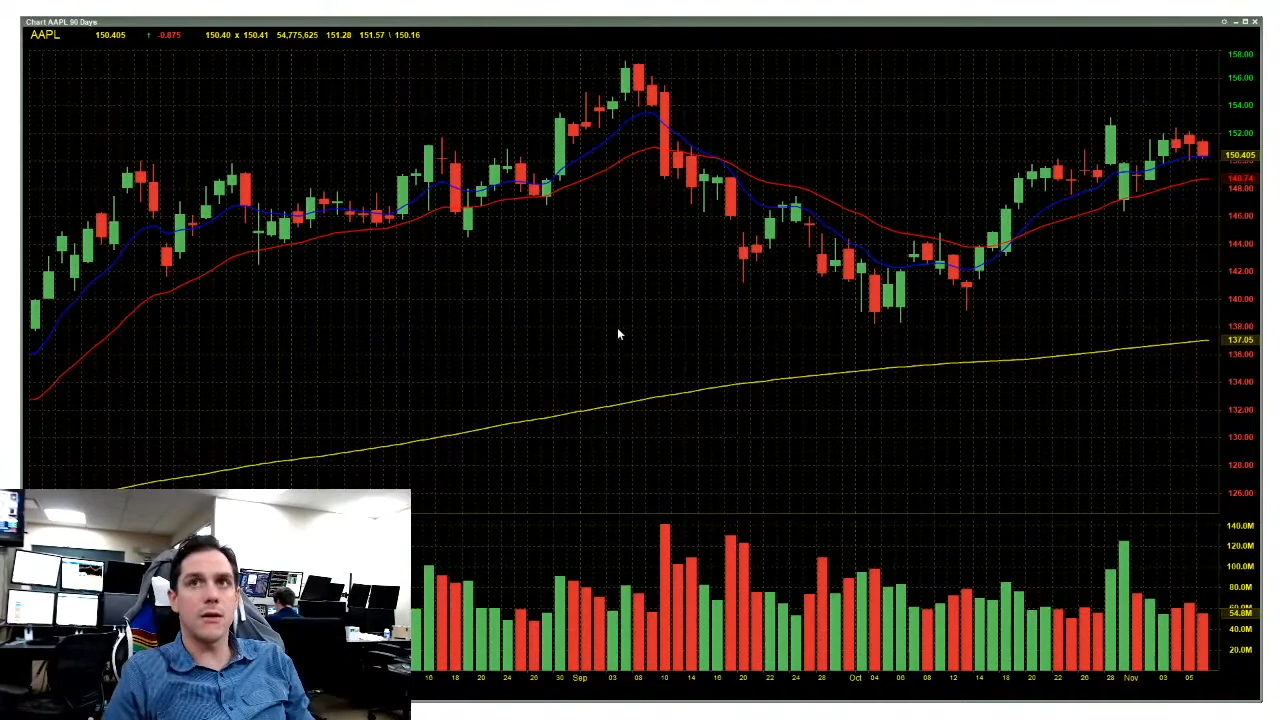 Chart AAPL 90 Days
AAPL 150.405 ↑ -0.875 150.40 x 150.41 54,775,625 151.28 151.57 \ 150.16
158.00
156.00
154.00
152.00
150.405
148.74
148.00
146.00
144.00
142.00
140.00
138.00
137.05
136.00
134.00
132.00
130.00
128.00
126.00
140.0M
120.0M
100.0M
80.0M
54.8M
40.0M
20.0M
16 18 20 24 26 30 Sep 03 08 10 14 16 20 22 24 28 Oct 04 06 08 12 14 18 20 22 26 28 Nov 03 05